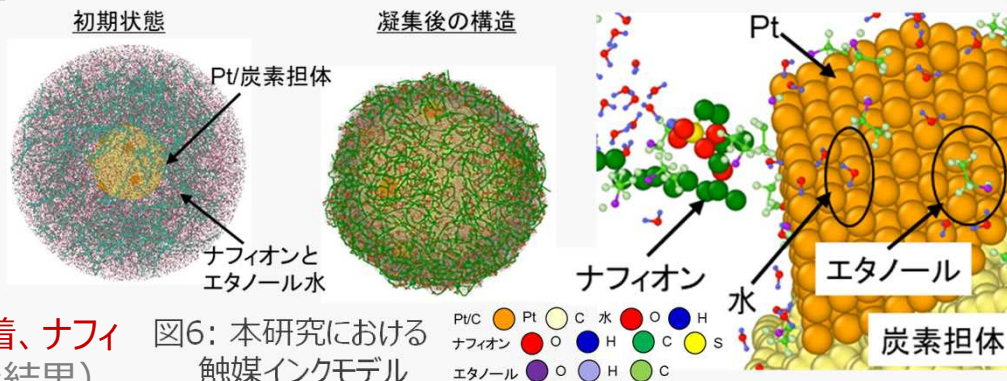 初期状態
凝集後の構造
Pt/炭素担体
ナフィオンと
エタノール水
Pt
ナフィオン
水
エタノール
炭素担体
着、ナフィ
結果)
図6: 本研究における
触媒インクモデル
Pt/C Pt C 水 O H
ナフィオン O H C S
エタノール O H C